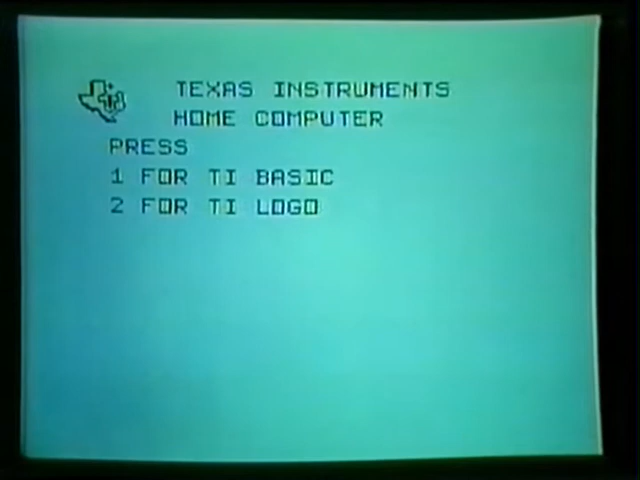 TEXAS INSTRUMENTS
HOME COMPUTER
PRESS
1 FOR TI BASIC
2 FOR TI LOGO